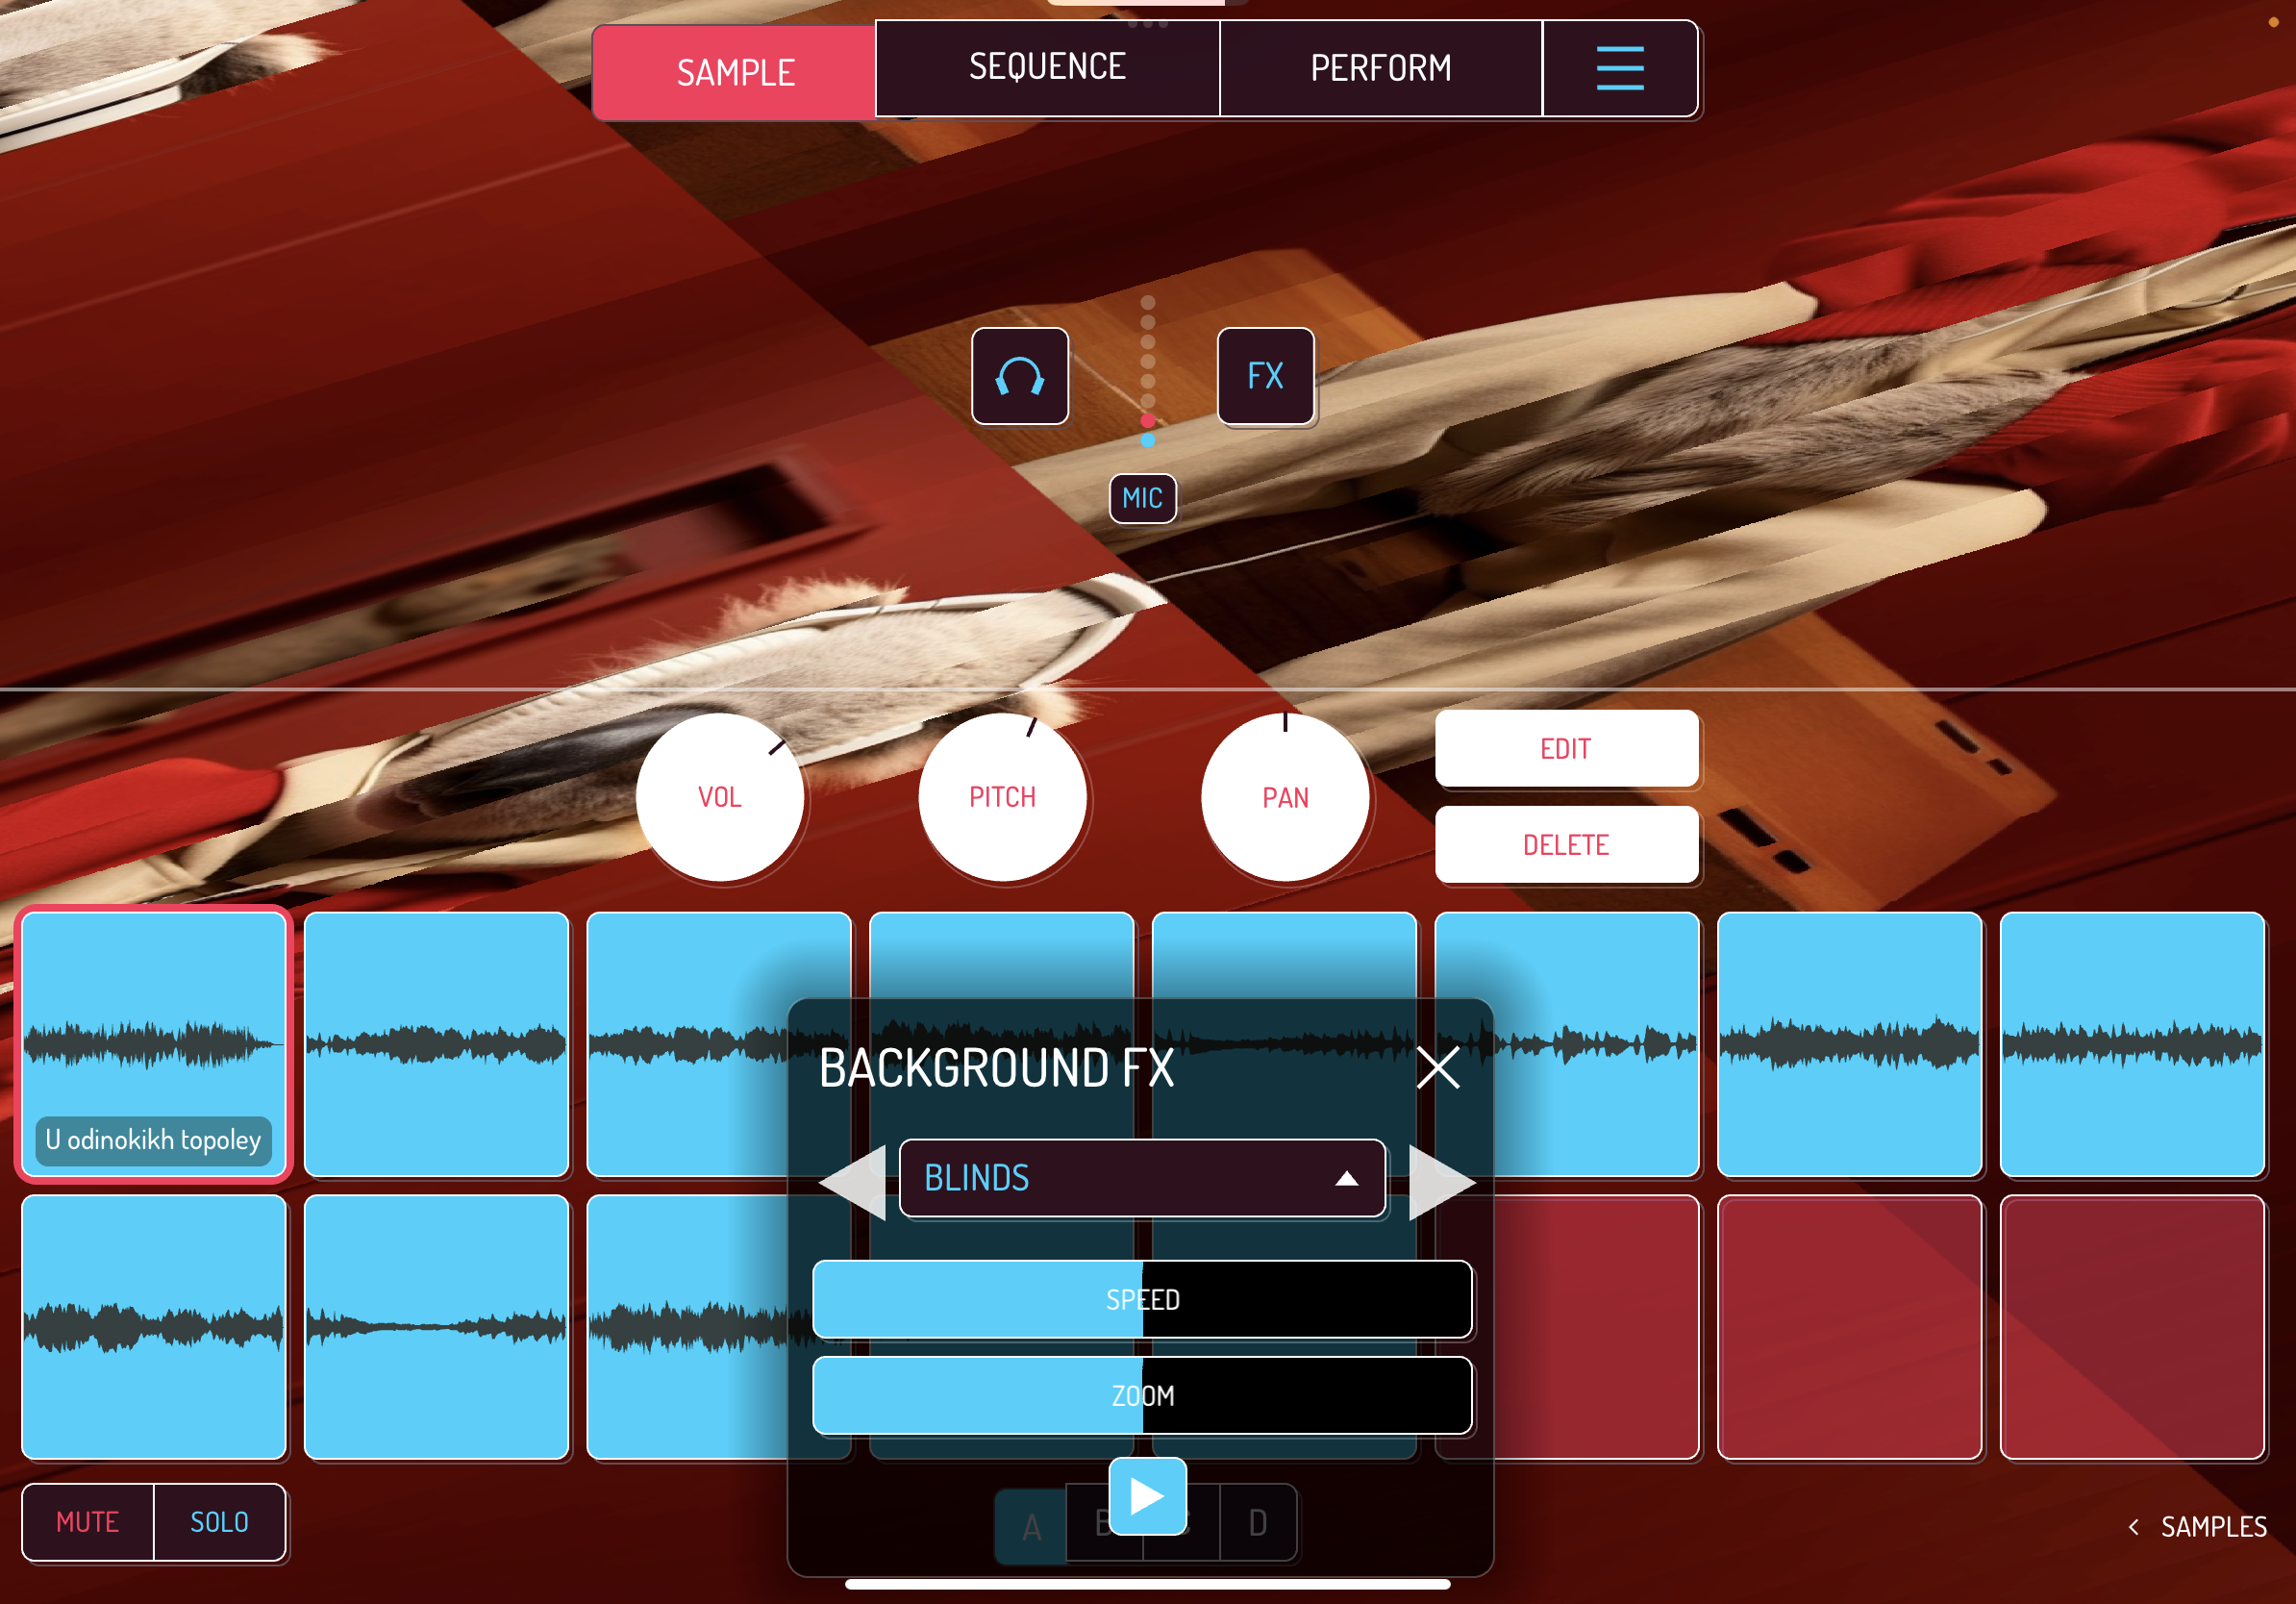 SAMPLE
SEQUENCE
PERFORM
FX
MIC
VOL
PITCH
PAN
EDIT
DELETE
U odinokikh topoley
BACKGROUND FX
BLINDS
SPEED
ZOOM
A
B
C
D
MUTE
SOLO
SAMPLES